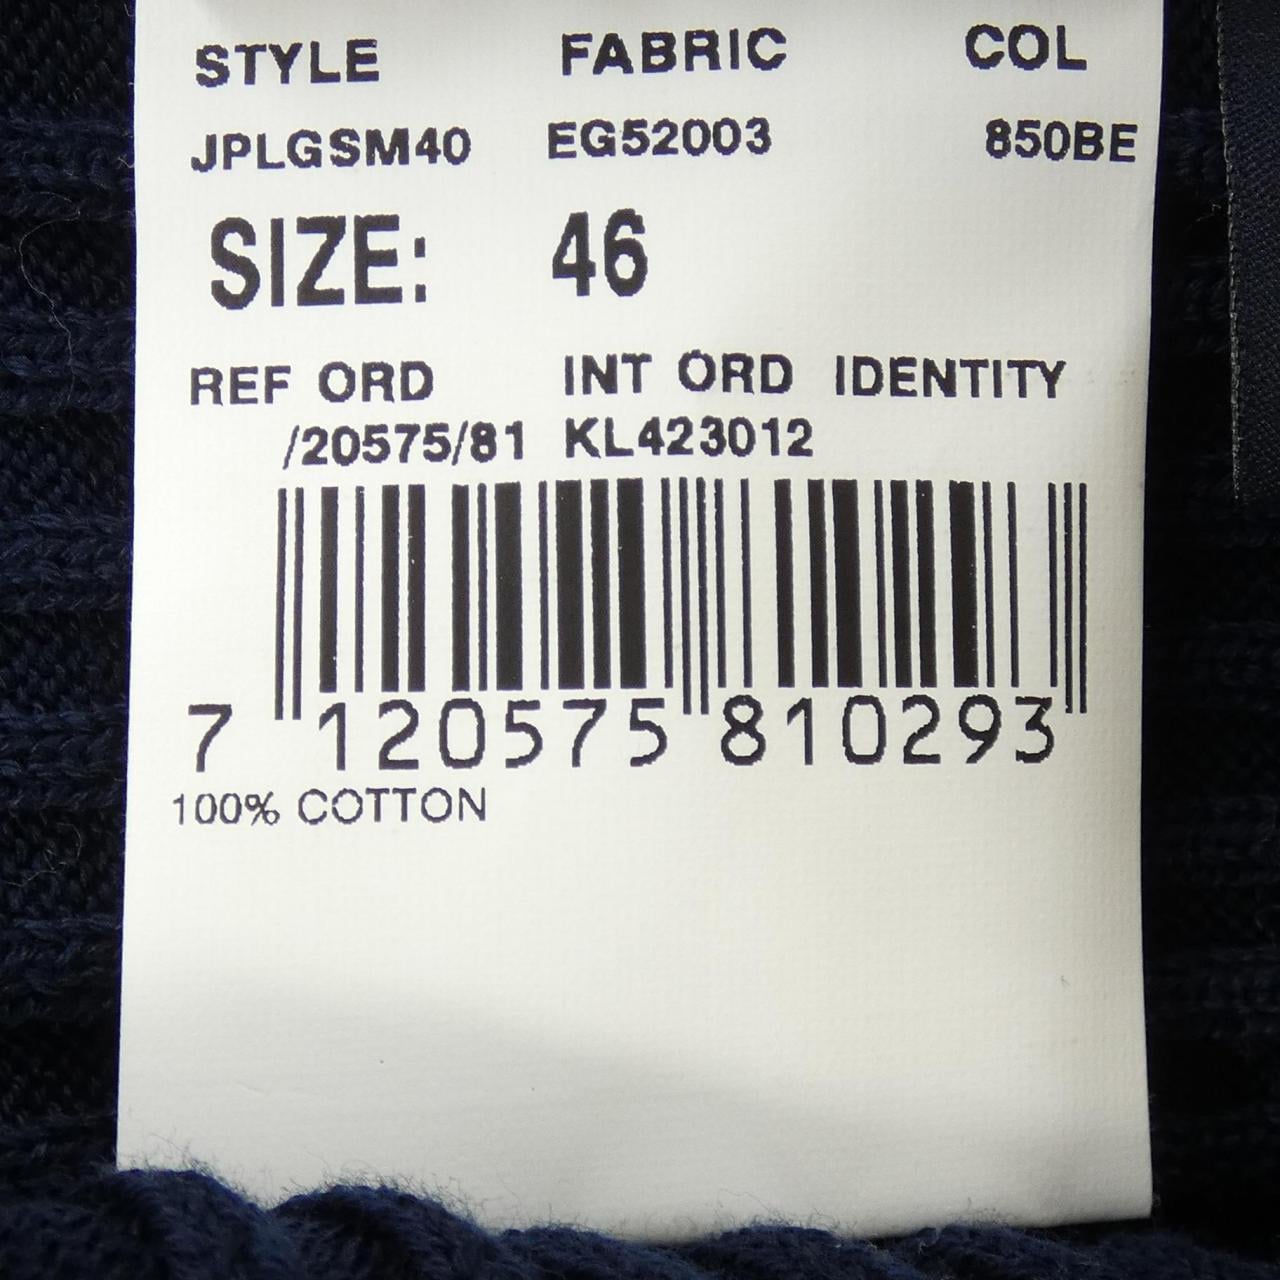 STYLE FABRIC COL
JPLGSM40 EG52003 850BE
SIZE: 46
REF ORD INT ORD IDENTITY
/20575/81 KL423012
7 120575 810293
100% COTTON